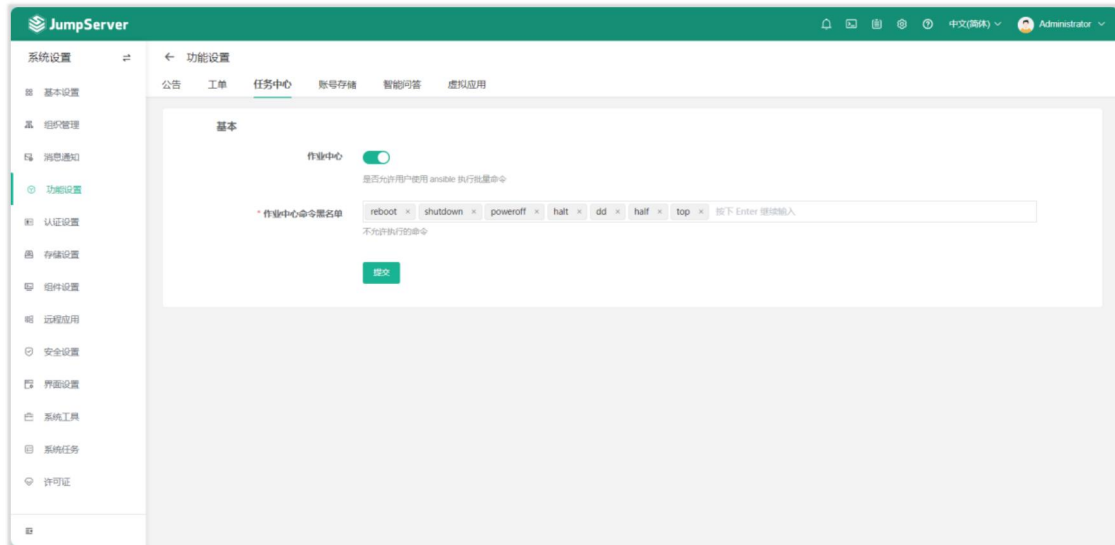 JumpServer
中文(简体)
Administrator
系统设置
功能设置
公告 工单 任务中心 账号存储 智能问答 虚拟应用
基本设置
组织管理
消息通知
功能设置
认证设置
存储设置
组件设置
远程应用
安全设置
界面设置
系统工具
系统任务
许可证
基本
作业中心
是否允许用户使用 ansible 执行批量命令
* 作业中心命令黑名单 reboot × shutdown × poweroff × halt × dd × half × top × 按下 Enter 继续输入
不允许执行的命令
提交